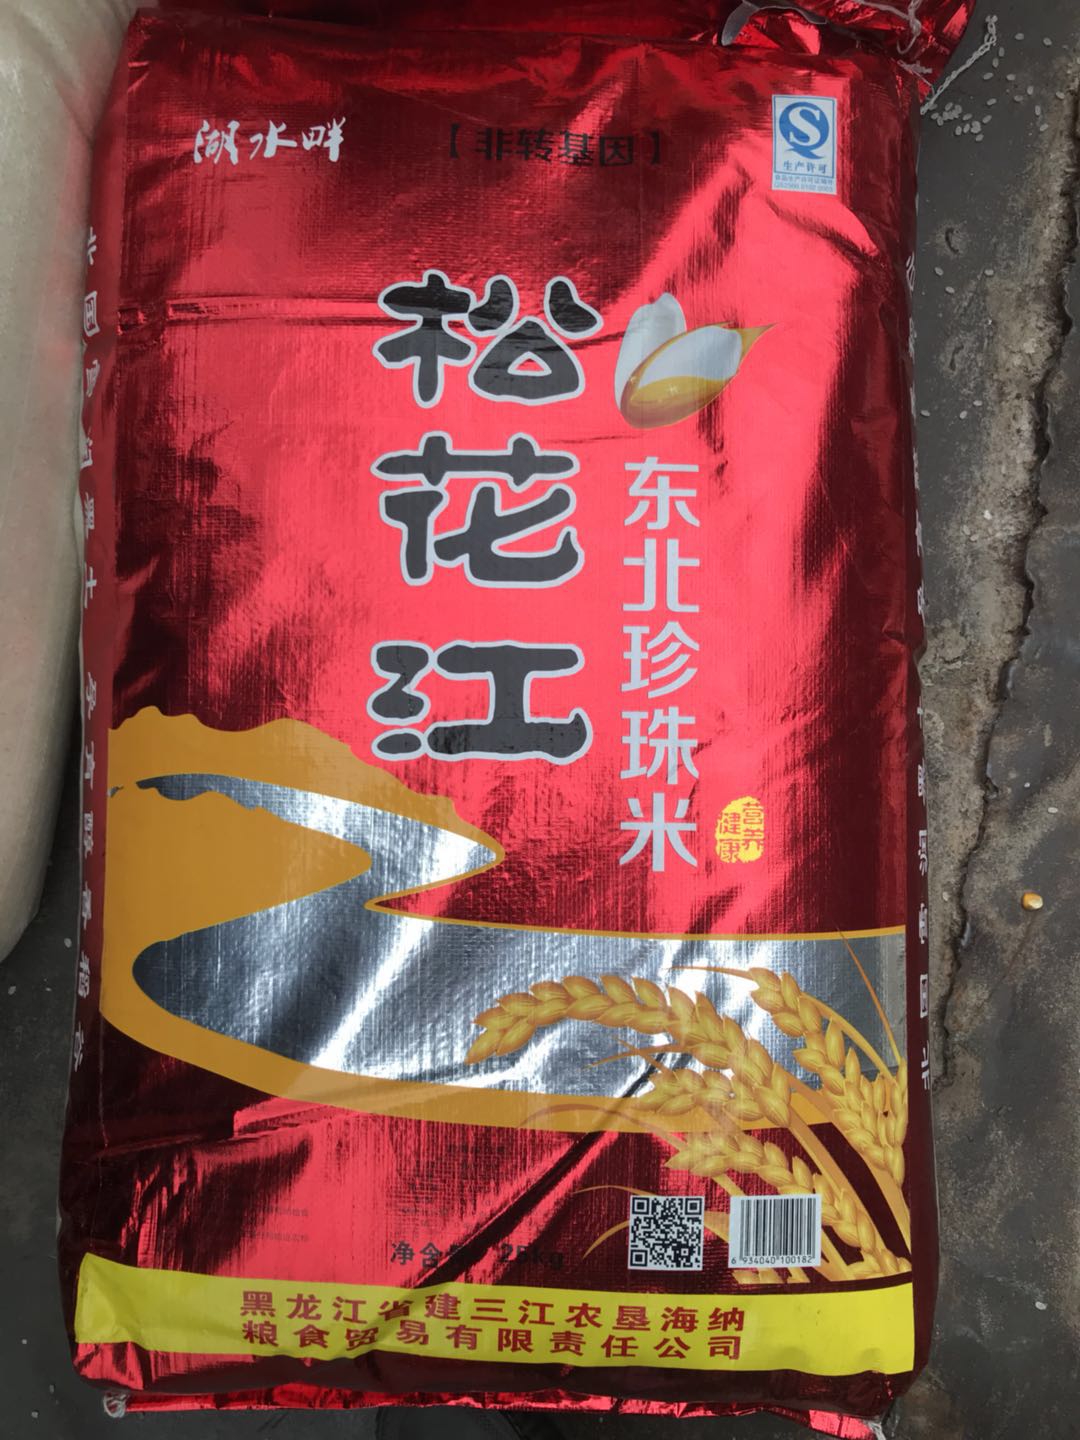 湖水畔
【非转基因】
生产许可
松花江
东北珍珠米
营养
健康
净含量：25kg
6 934040 100182
黑龙江省建三江农垦海纳
粮食贸易有限责任公司